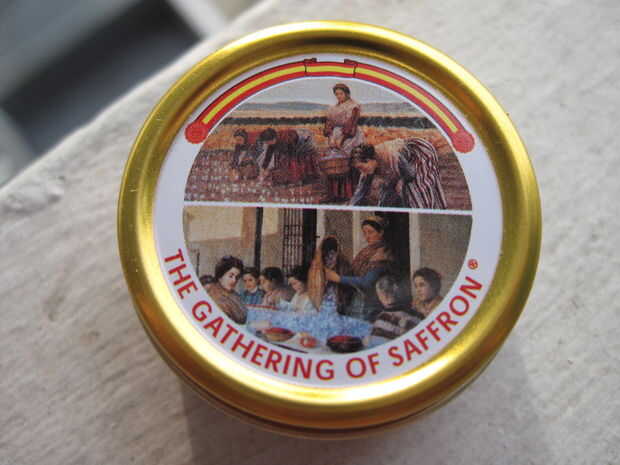 THE GATHERING OF SAFFRON ®